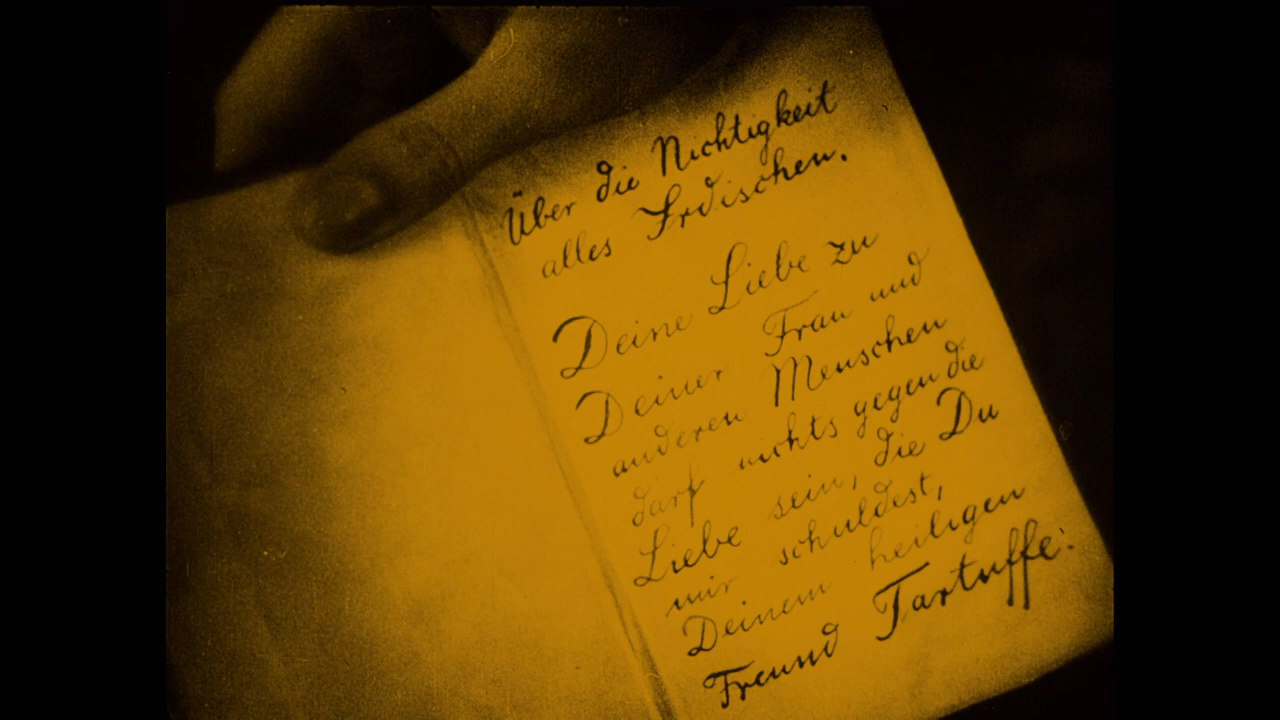 Über die Nichtigkeit
alles Irdischen.
Deine Liebe zu
Deiner Frau und
anderen Menschen
darf nichts gegen die
Liebe sein, die Du
mir schuldest,
Deinem heiligen
Freund Tartuffe: